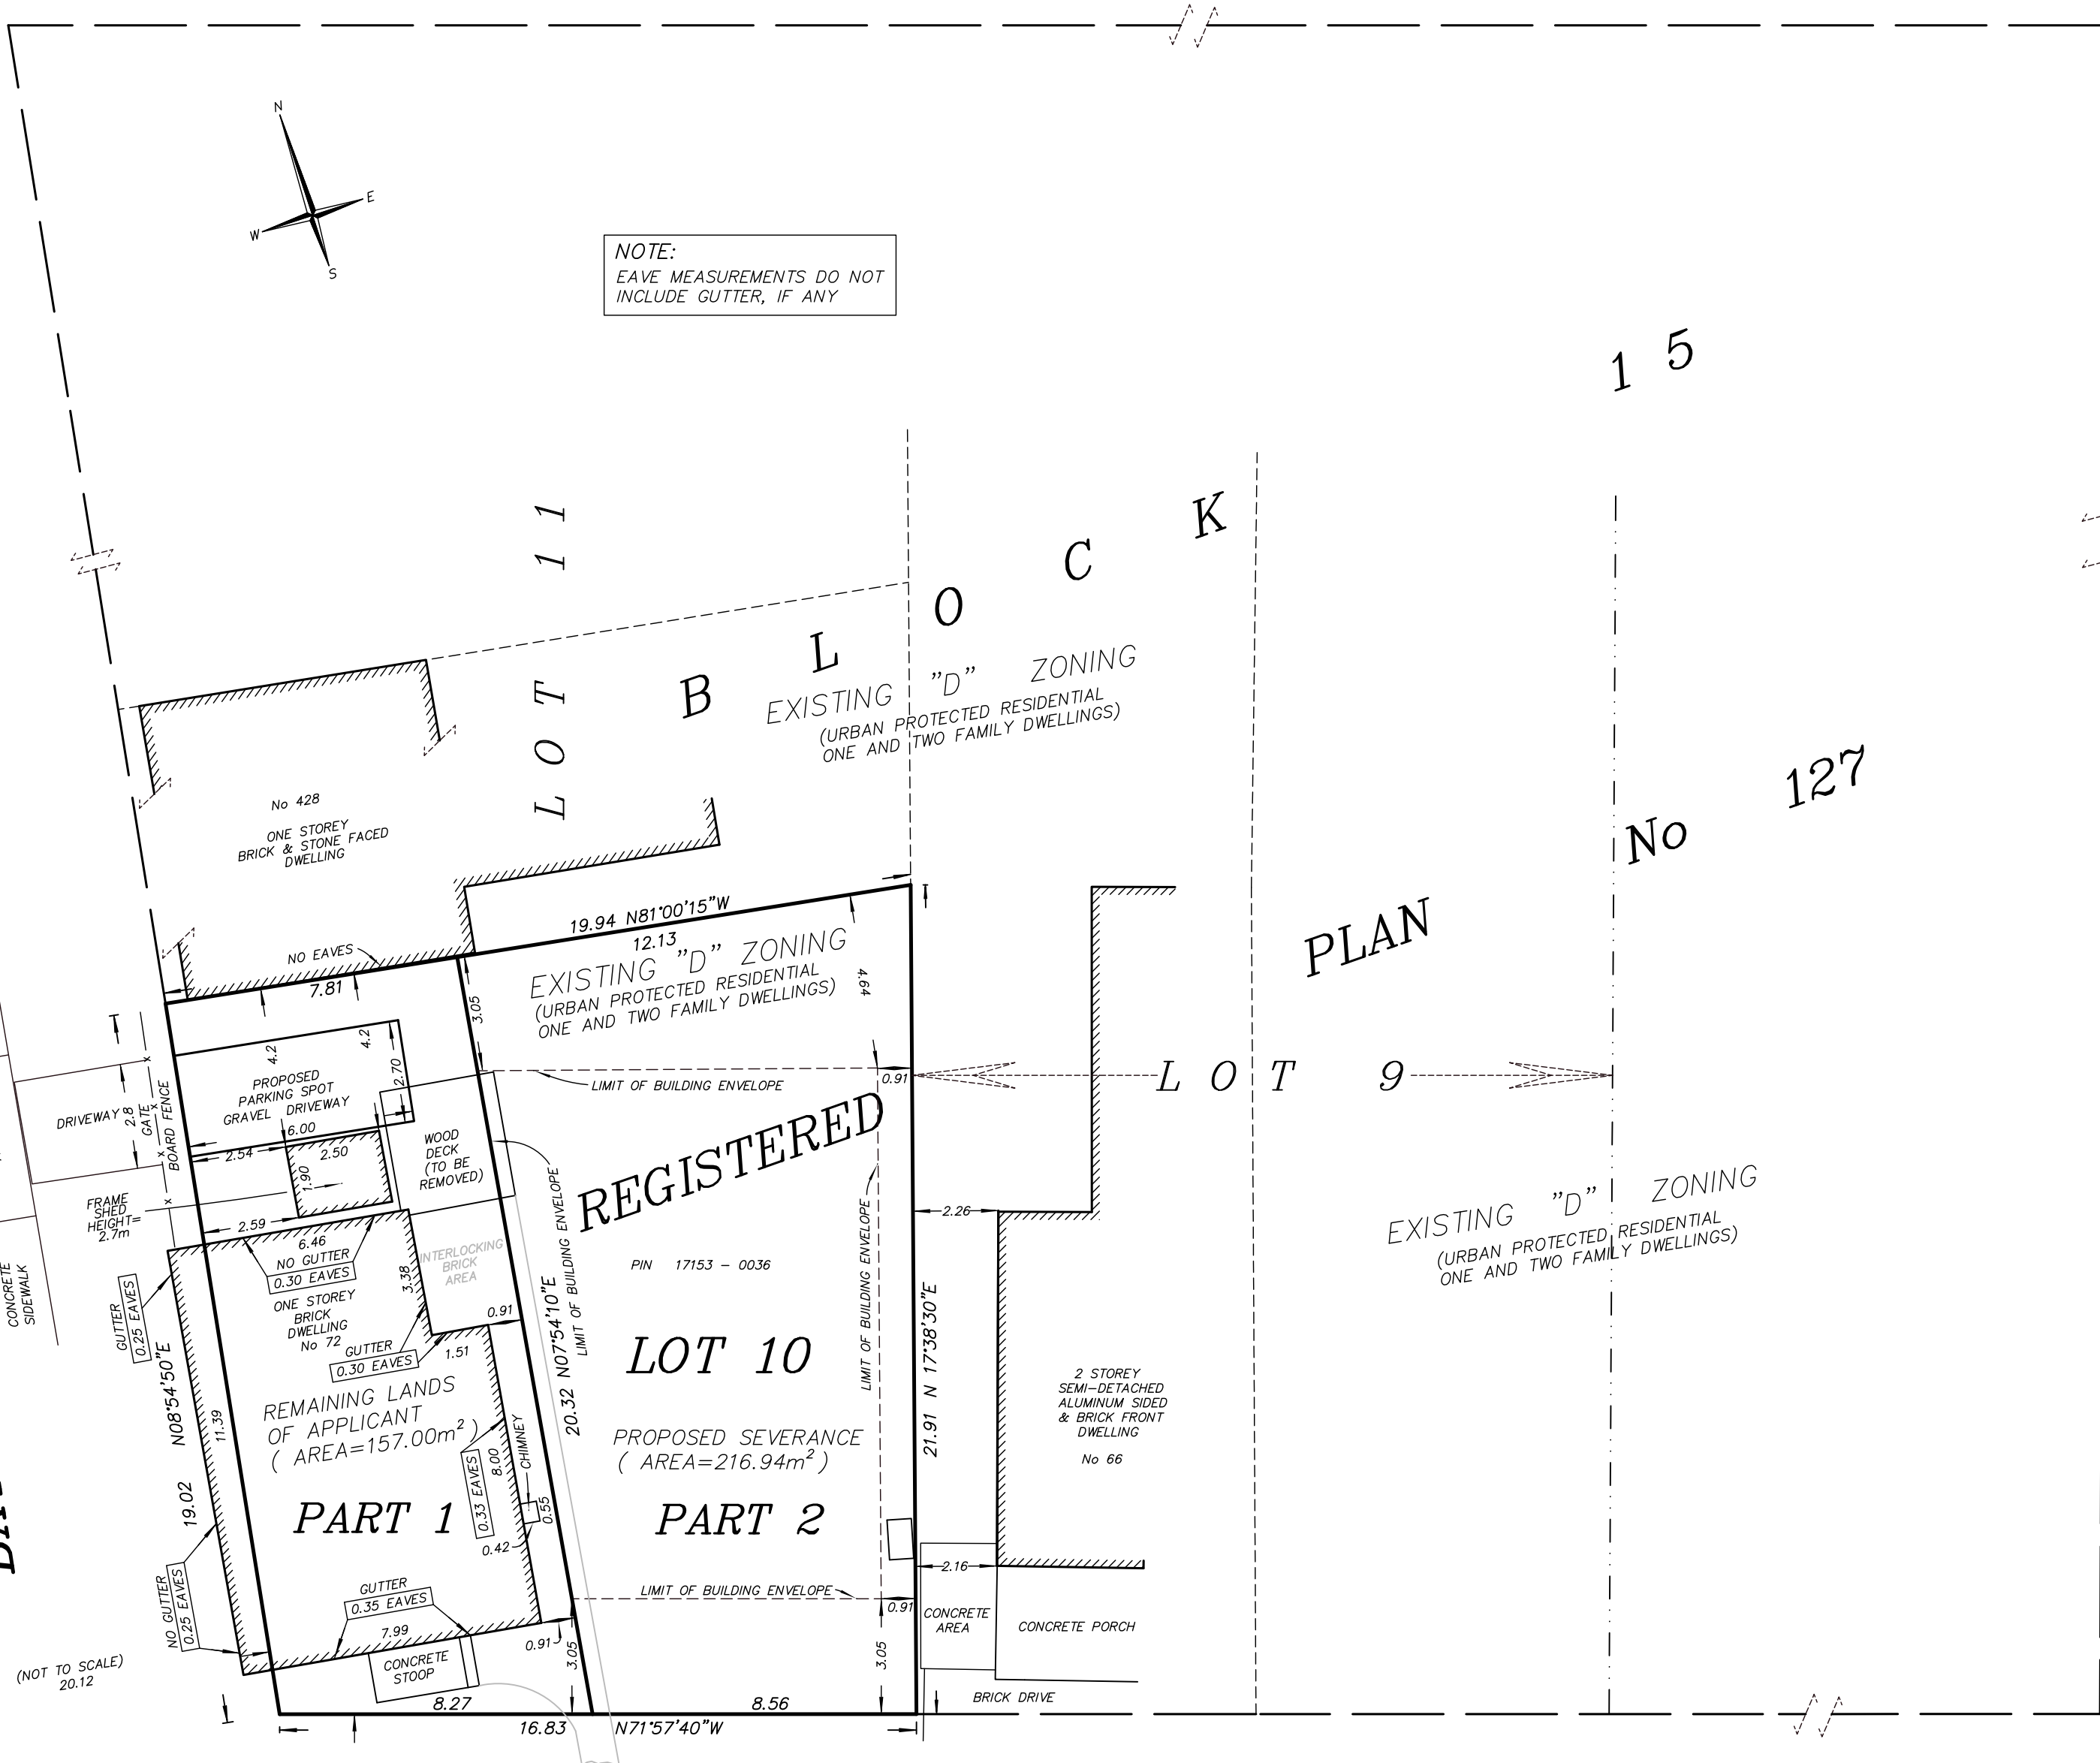 N
E
W
S
NOTE:
EAVE MEASUREMENTS DO NOT
INCLUDE GUTTER, IF ANY
BLOCK 15
LOT 11
EXISTING "D" ZONING
(URBAN PROTECTED RESIDENTIAL
ONE AND TWO FAMILY DWELLINGS)
REGISTERED PLAN No 127
No 428
ONE STOREY
BRICK & STONE FACED
DWELLING
NO EAVES
19.94 N81°00'15"W
7.81
12.13
EXISTING "D" ZONING
(URBAN PROTECTED RESIDENTIAL
ONE AND TWO FAMILY DWELLINGS)
3.05
4.64
LIMIT OF BUILDING ENVELOPE
0.91
LOT 9
4.2
4.2
2.70
PROPOSED
PARKING SPOT
GRAVEL DRIVEWAY
6.00
DRIVEWAY
2.8
GATE
BOARD FENCE
x
x
x
x
2.54
2.50
1.90
WOOD
DECK
(TO BE
REMOVED)
FRAME
SHED
HEIGHT=
2.7m
2.59
6.46
NO GUTTER
0.30 EAVES
INTERLOCKING
BRICK
AREA
3.38
0.91
ONE STOREY
BRICK
DWELLING
No 72
GUTTER
0.30 EAVES
1.51
CONCRETE
SIDEWALK
GUTTER
0.25 EAVES
N08°54'50"E
19.02
11.39
REMAINING LANDS
OF APPLICANT
( AREA=157.00m²)
PART 1
0.33 EAVES
8.00
CHIMNEY
0.55
0.42
NO GUTTER
0.25 EAVES
GUTTER
0.35 EAVES
7.99
CONCRETE
STOOP
0.91
3.05
(NOT TO SCALE)
20.12
8.27
8.56
16.83 N71°57'40"W
20.32 N07°54'10"E
LIMIT OF BUILDING ENVELOPE
PIN 17153 - 0036
LOT 10
PROPOSED SEVERANCE
( AREA=216.94m²)
PART 2
LIMIT OF BUILDING ENVELOPE
LIMIT OF BUILDING ENVELOPE
0.91
3.05
21.91 N 17°38'30"E
2.26
2 STOREY
SEMI-DETACHED
ALUMINUM SIDED
& BRICK FRONT
DWELLING
No 66
2.16
CONCRETE
AREA
CONCRETE PORCH
BRICK DRIVE
EXISTING "D" ZONING
(URBAN PROTECTED RESIDENTIAL
ONE AND TWO FAMILY DWELLINGS)